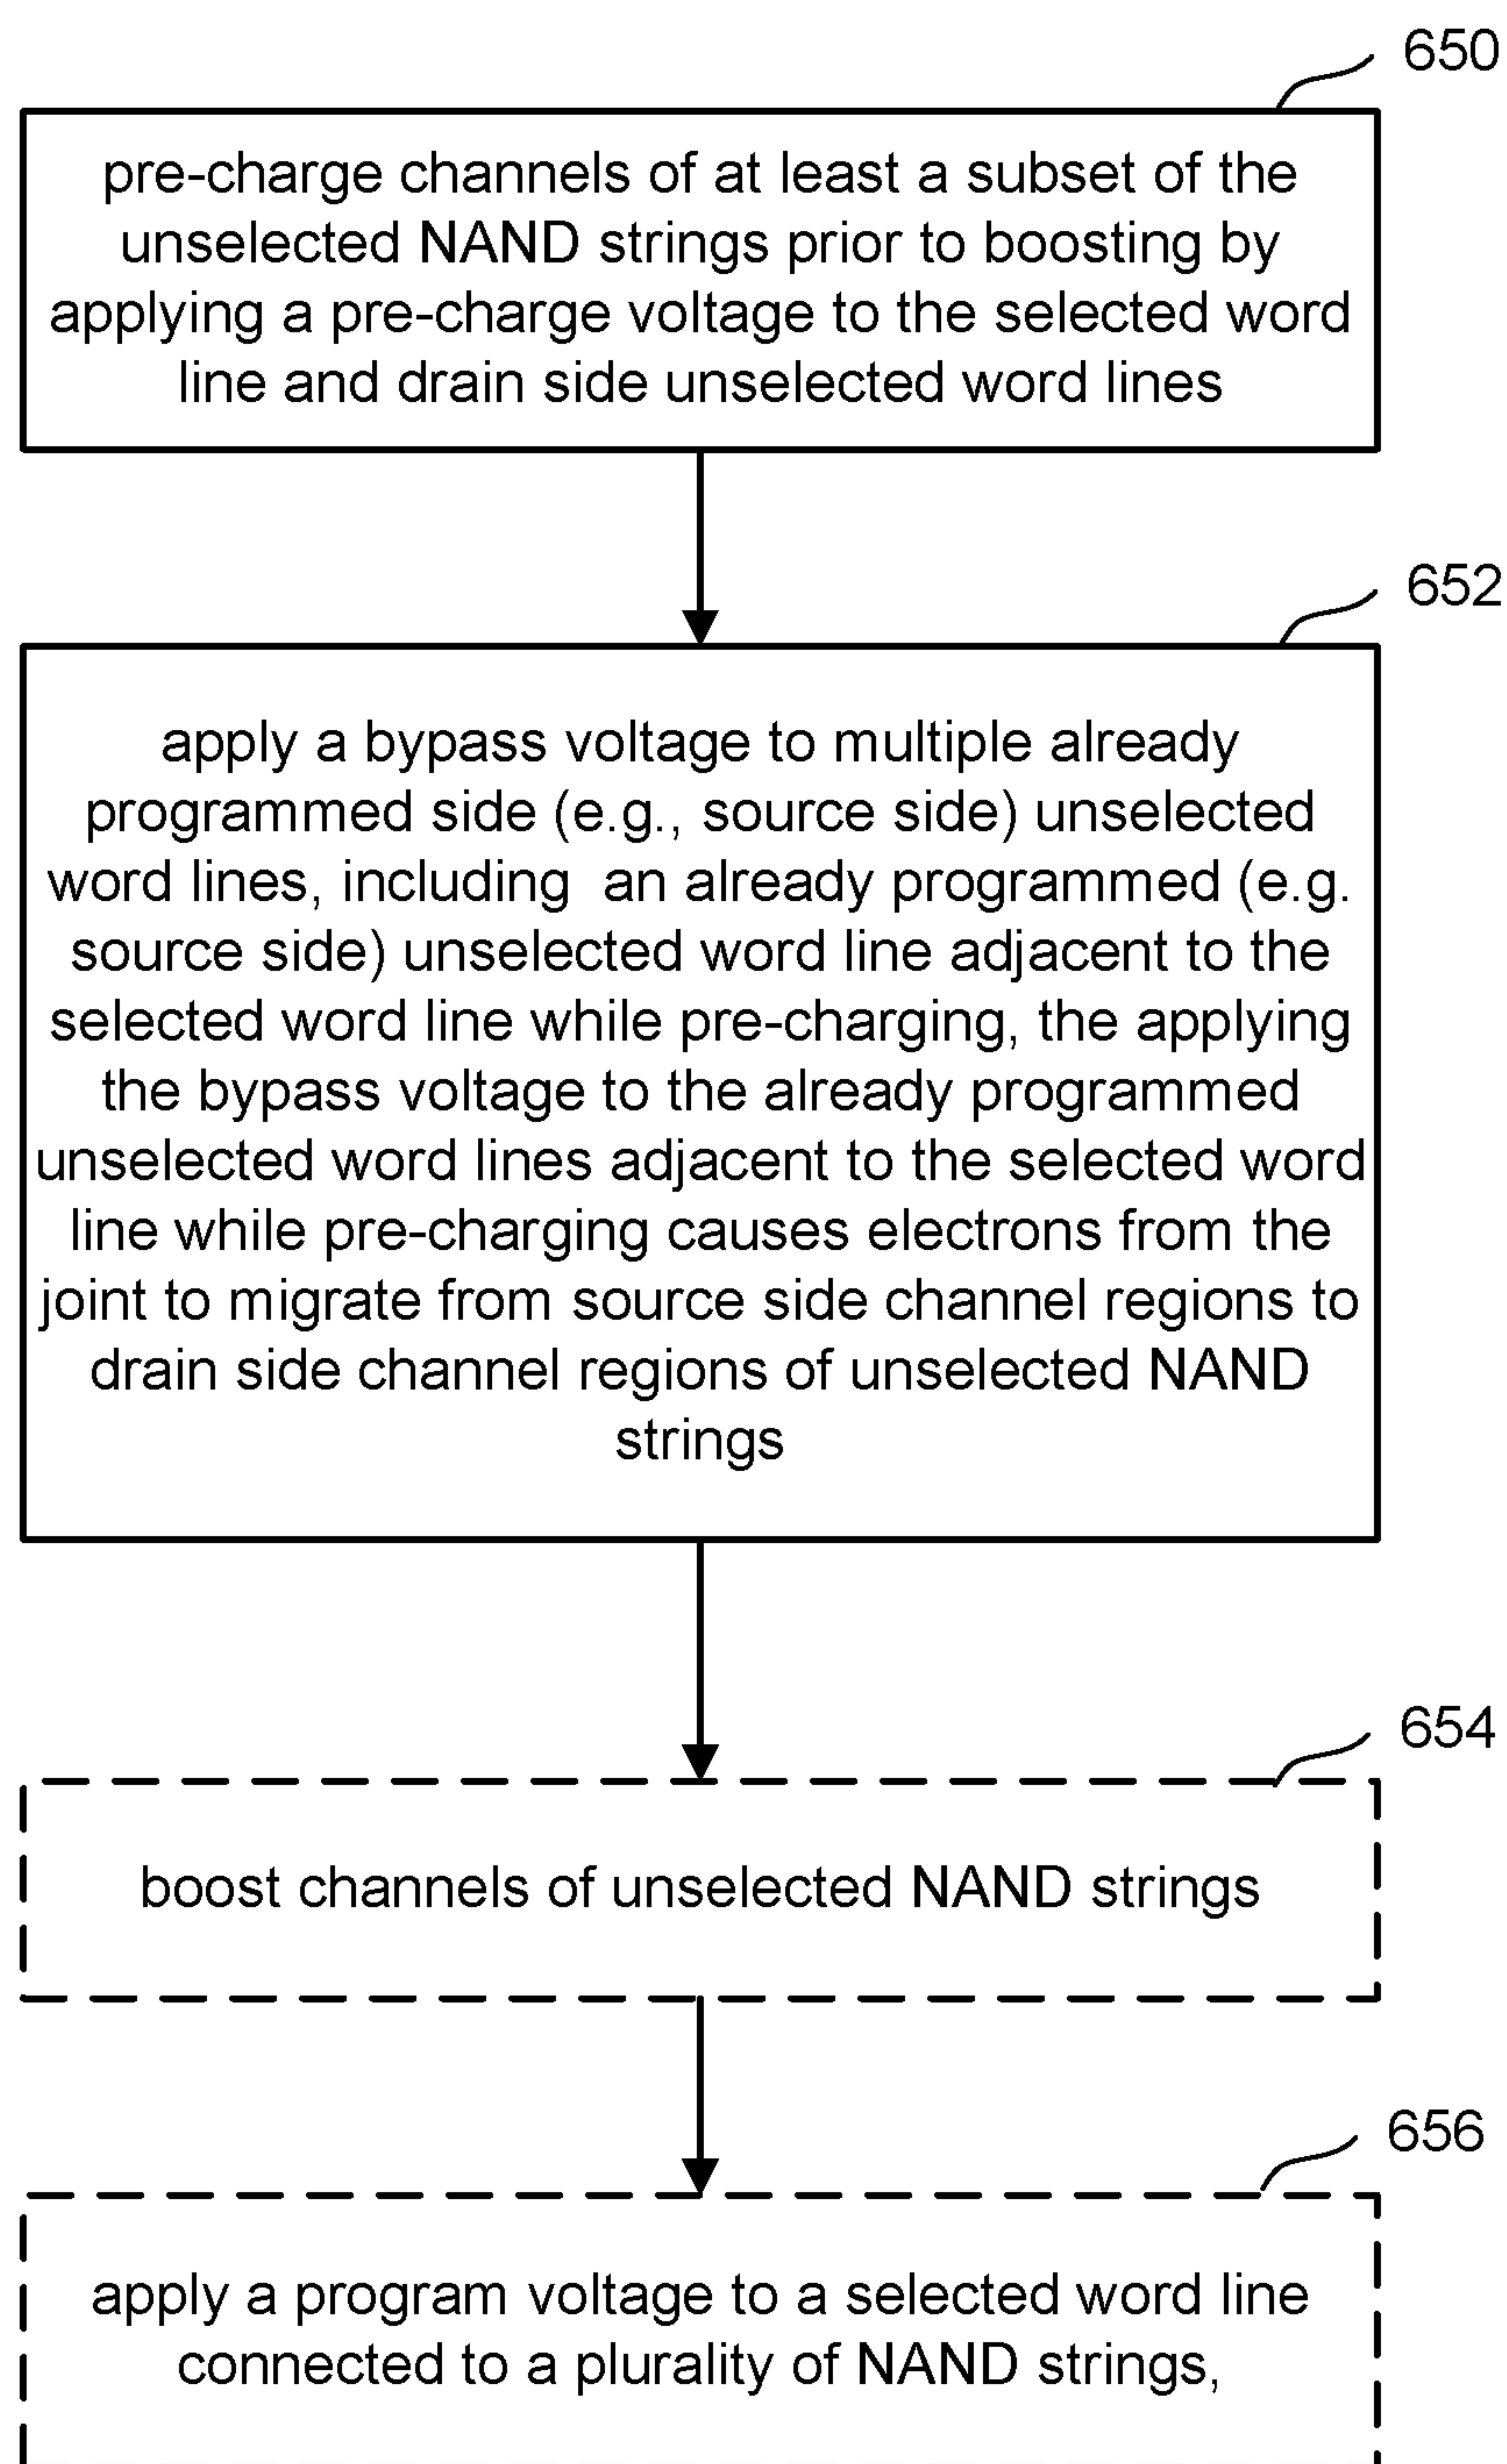 650
pre-charge channels of at least a subset of the
unselected NAND strings prior to boosting by
applying a pre-charge voltage to the selected word
line and drain side unselected word lines
652
apply a bypass voltage to multiple already
programmed side (e.g., source side) unselected
word lines, including an already programmed (e.g.
source side) unselected word line adjacent to the
selected word line while pre-charging, the applying
the bypass voltage to the already programmed
unselected word lines adjacent to the selected word
line while pre-charging causes electrons from the
joint to migrate from source side channel regions to
drain side channel regions of unselected NAND
strings
654
boost channels of unselected NAND strings
656
apply a program voltage to a selected word line
connected to a plurality of NAND strings,